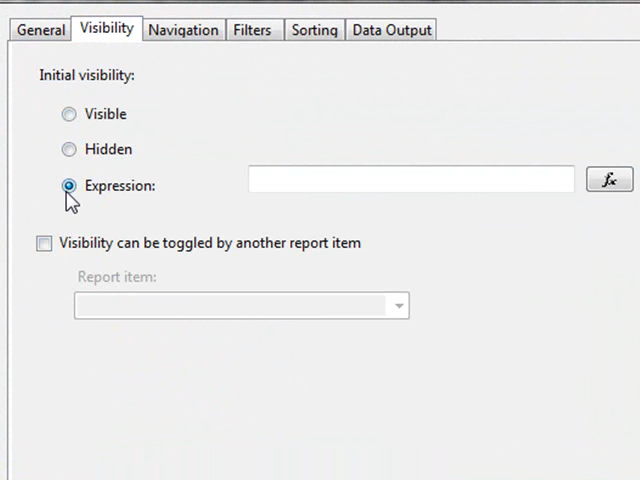 General Visibility Navigation Filters Sorting Data Output
Initial visibility:
Visible
Hidden
Expression:
fx
Visibility can be toggled by another report item
Report item: